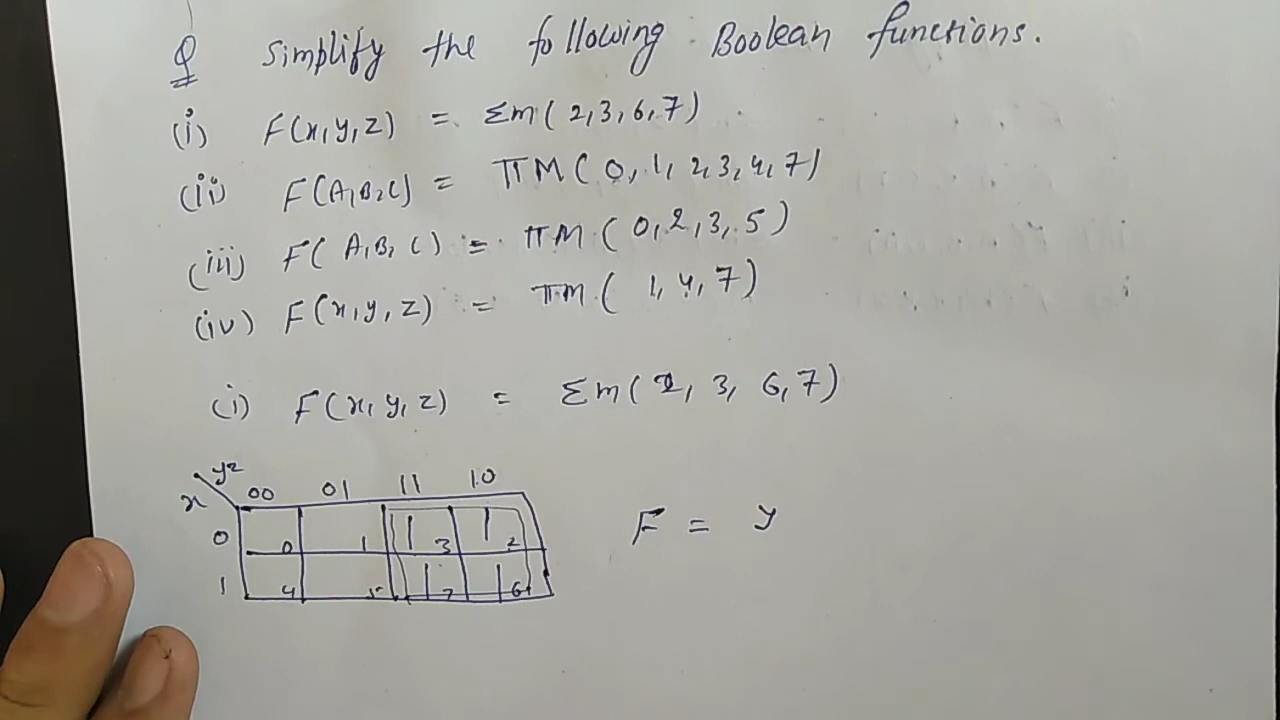 Q Simplify the following Boolean functions.
(i) F(x,y,z) = Σm(2,3,6,7)
(ii) F(A,B,C) = πM(0,1,2,3,4,7)
(iii) F(A,B,C) = πM(0,2,3,5)
(iv) F(x,y,z) = πM(1,4,7)
(i) F(x,y,z) = Σm(2,3,6,7)
yz
x 00 01 11 10
0 0 1 1 3 1 2
1 4 5 1 7 1 6
F = y